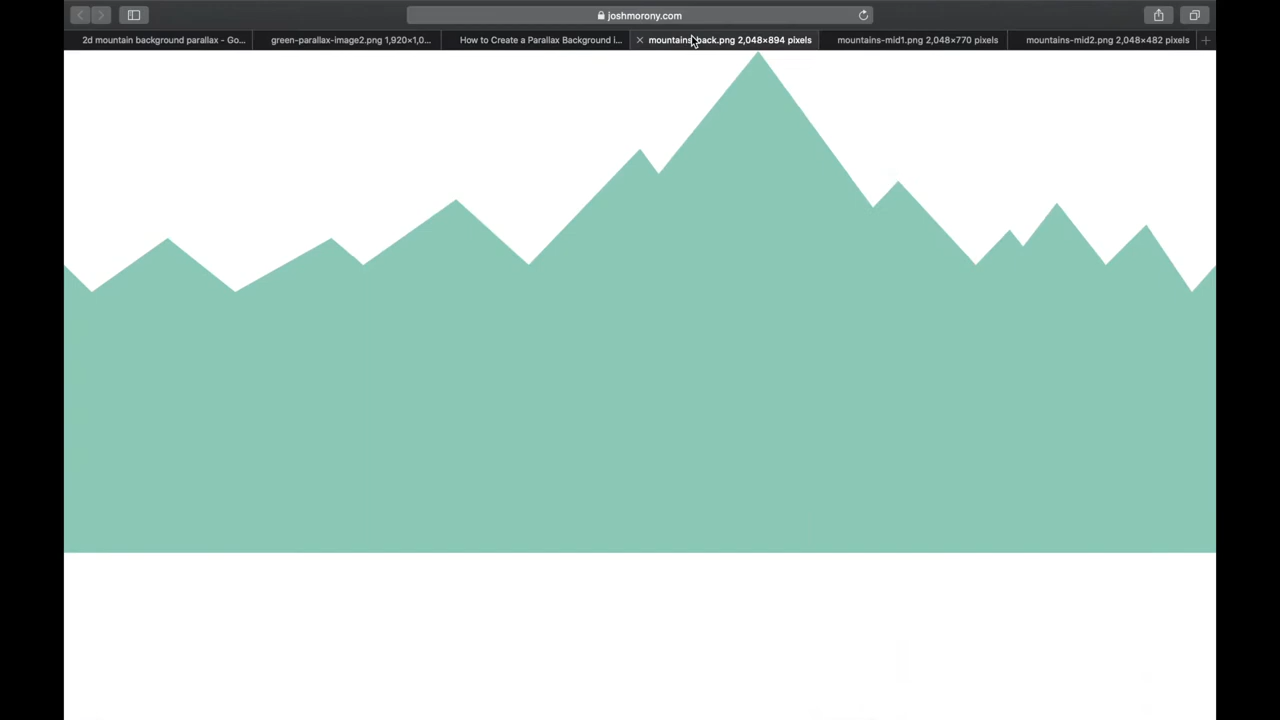 joshmorony.com
2d mountain background parallax - Go...
green-parallax-image2.png 1,920×1,0...
How to Create a Parallax Background i...
mountains-back.png 2,048×894 pixels
mountains-mid1.png 2,048×770 pixels
mountains-mid2.png 2,048×482 pixels